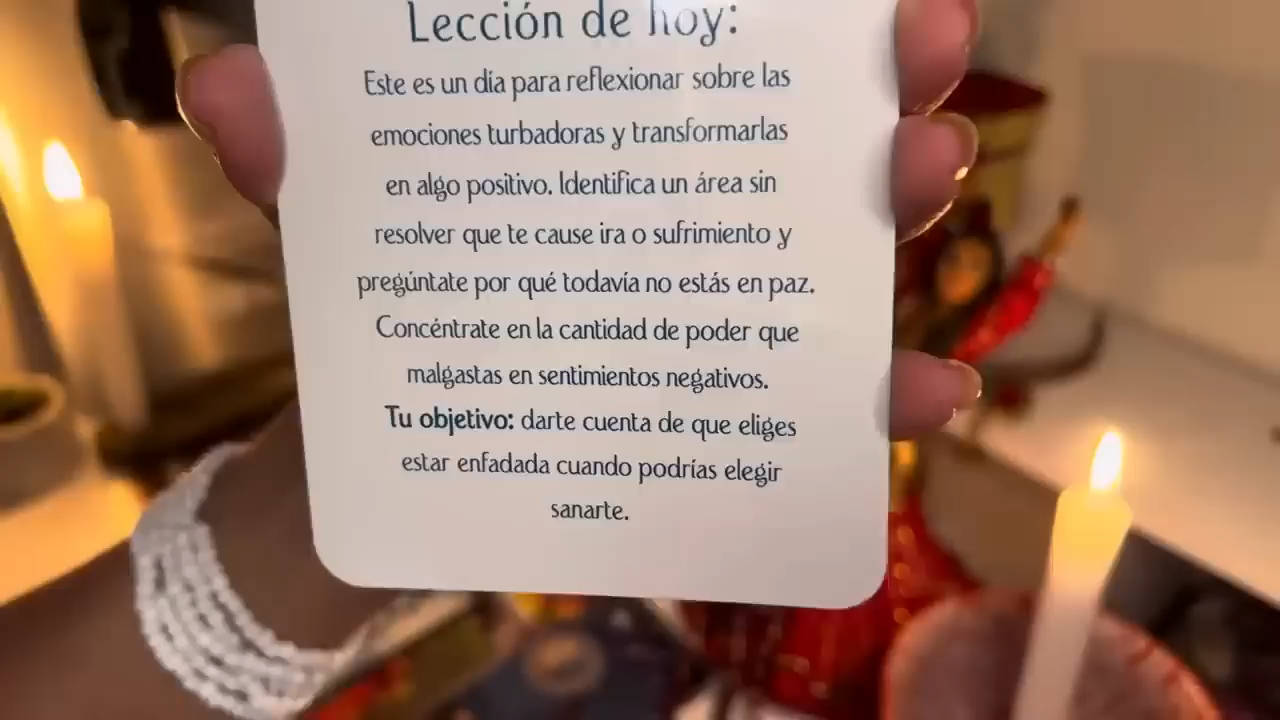 Lección de hoy:
Este es un día para reflexionar sobre las
emociones turbadoras y transformarlas
en algo positivo. Identifica un área sin
resolver que te cause ira o sufrimiento y
pregúntate por qué todavía no estás en paz.
Concéntrate en la cantidad de poder que
malgastas en sentimientos negativos.
Tu objetivo: darte cuenta de que eliges
estar enfadada cuando podrías elegir
sanarte.